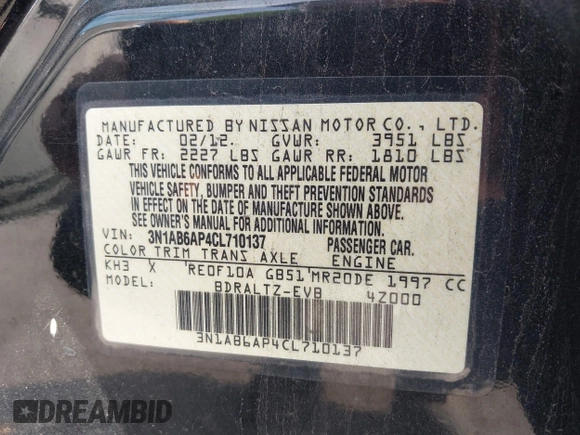 MANUFACTURED BY NISSAN MOTOR CO., LTD.
DATE: 02/12. GVWR: 3951 LBS
GAWR FR: 2227 LBS GAWR RR: 1810 LBS
THIS VEHICLE CONFORMS TO ALL APPLICABLE FEDERAL MOTOR
VEHICLE SAFETY, BUMPER AND THEFT PREVENTION STANDARDS
IN EFFECT ON THE DATE OF MANUFACTURE SHOWN ABOVE.
SEE OWNER'S MANUAL FOR ADDITIONAL INFORMATION.
VIN: 3N1AB6AP4CL710137 PASSENGER CAR.
COLOR TRIM TRANS AXLE ENGINE
KH3 X RE0F10A GB51 MR20DE 1997 CC
BDRALTZ-EVB 4Z000
3N1AB6AP4CL710137
DREAMBID